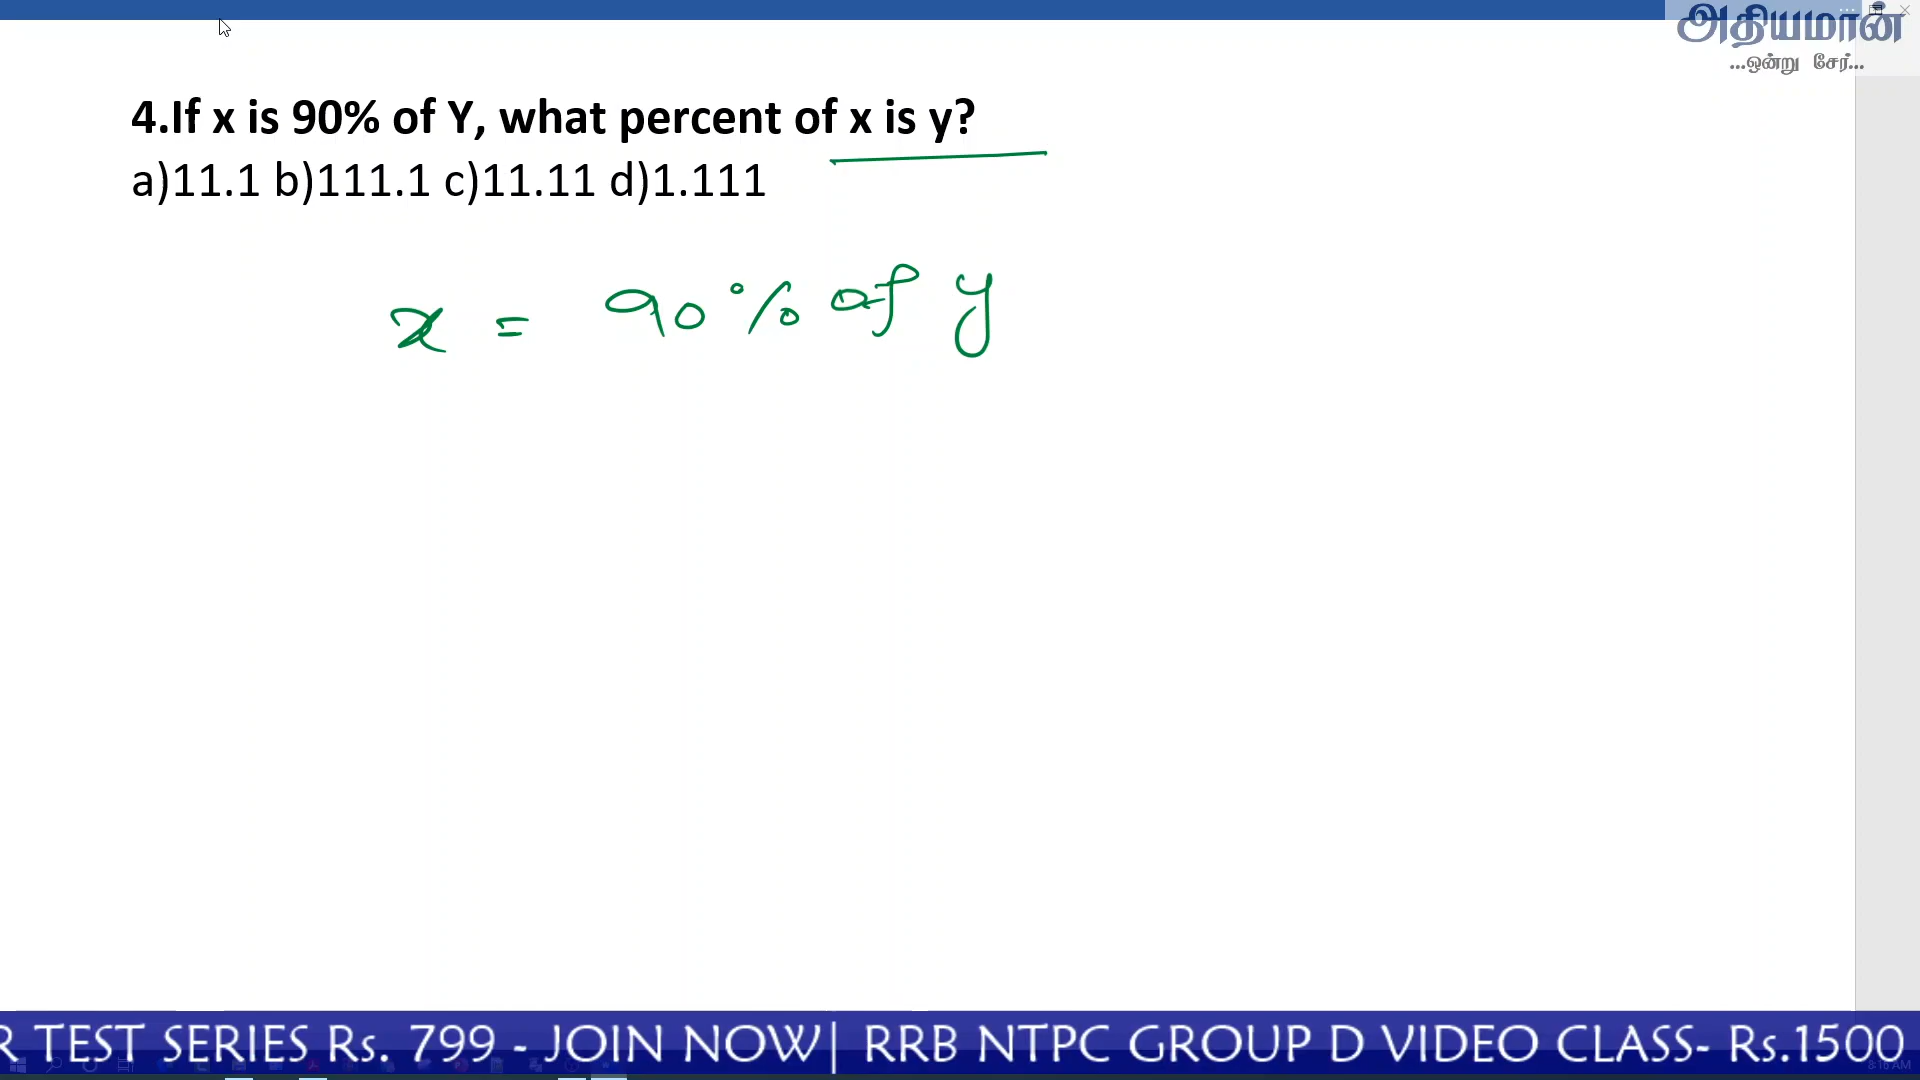 அதியமான்
...ஒன்று சேர்...
4.If x is 90% of Y, what percent of x is y?
a)11.1 b)111.1 c)11.11 d)1.111
x = 90% of y
R TEST SERIES Rs. 799 - JOIN NOW| RRB NTPC GROUP D VIDEO CLASS- Rs.1500